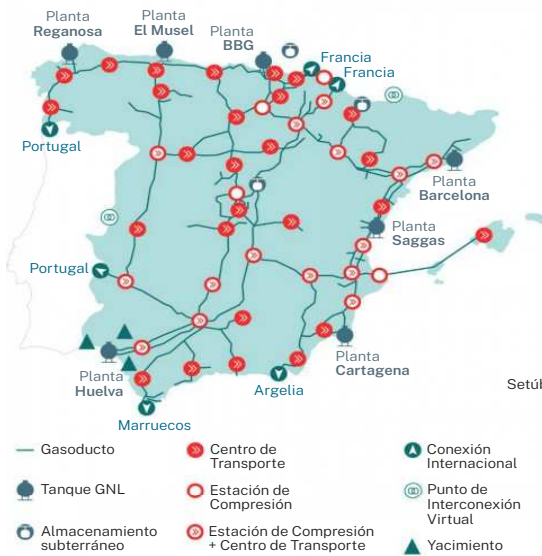 Planta
Reganosa
Planta
El Musel
Planta
BBG
Francia
Francia
Portugal
Planta
Barcelona
Planta
Saggas
Portugal
Planta
Cartagena
Planta
Huelva
Argelia
Marruecos
Setúb
Gasoducto
Centro de
Transporte
Conexión
Internacional
Tanque GNL
Estación de
Compresión
Punto de
Interconexión
Virtual
Almacenamiento
subterráneo
Estación de Compresión
+ Centro de Transporte
Yacimiento